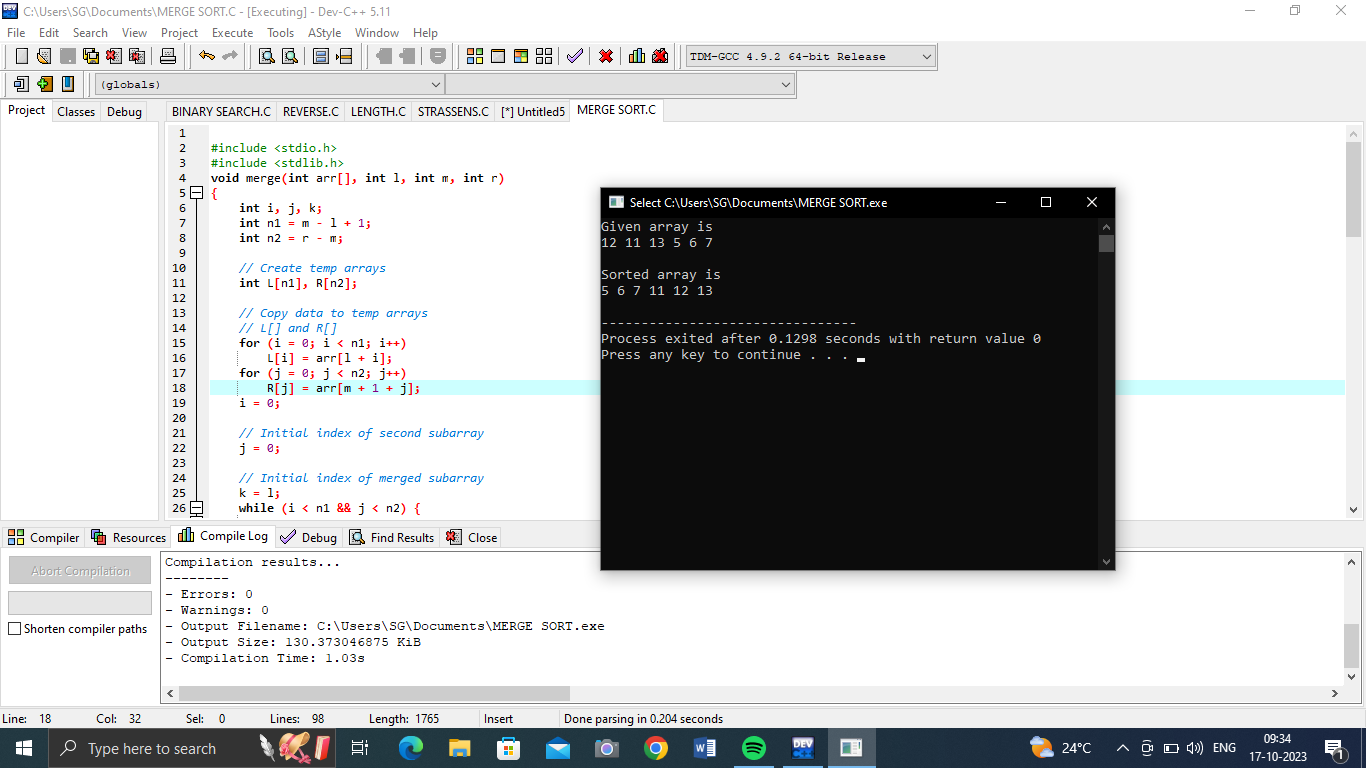 C:\Users\SG\Documents\MERGE SORT.C - [Executing] - Dev-C++ 5.11
File Edit Search View Project Execute Tools AStyle Window Help
TDM-GCC 4.9.2 64-bit Release
(globals)
Project Classes Debug
BINARY SEARCH.C REVERSE.C LENGTH.C STRASSENS.C [*] Untitled5 MERGE SORT.C
1
2 #include <stdio.h>
3 #include <stdlib.h>
4 void merge(int arr[], int l, int m, int r)
5 {
6 int i, j, k;
7 int n1 = m - l + 1;
8 int n2 = r - m;
9
10 // Create temp arrays
11 int L[n1], R[n2];
12
13 // Copy data to temp arrays
14 // L[] and R[]
15 for (i = 0; i < n1; i++)
16 L[i] = arr[l + i];
17 for (j = 0; j < n2; j++)
18 R[j] = arr[m + 1 + j];
19 i = 0;
20
21 // Initial index of second subarray
22 j = 0;
23
24 // Initial index of merged subarray
25 k = l;
26 while (i < n1 && j < n2) {
Select C:\Users\SG\Documents\MERGE SORT.exe
Given array is
12 11 13 5 6 7
Sorted array is
5 6 7 11 12 13
--------------------------------
Process exited after 0.1298 seconds with return value 0
Press any key to continue . . .
Compiler Resources Compile Log Debug Find Results Close
Abort Compilation
Shorten compiler paths
Compilation results...
--------
- Errors: 0
- Warnings: 0
- Output Filename: C:\Users\SG\Documents\MERGE SORT.exe
- Output Size: 130.373046875 KiB
- Compilation Time: 1.03s
Line: 18 Col: 32 Sel: 0 Lines: 98 Length: 1765 Insert Done parsing in 0.204 seconds
Type here to search
24°C
ENG
09:34
17-10-2023
1